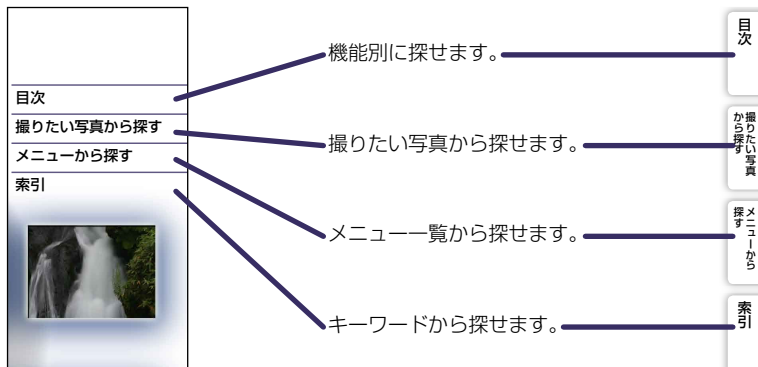 目次
撮りたい写真から探す
メニューから探す
索引
機能別に探せます。
撮りたい写真から探せます。
メニュー一覧から探せます。
キーワードから探せます。
目次
撮りたい写真
から探す
メニューから
探す
索引